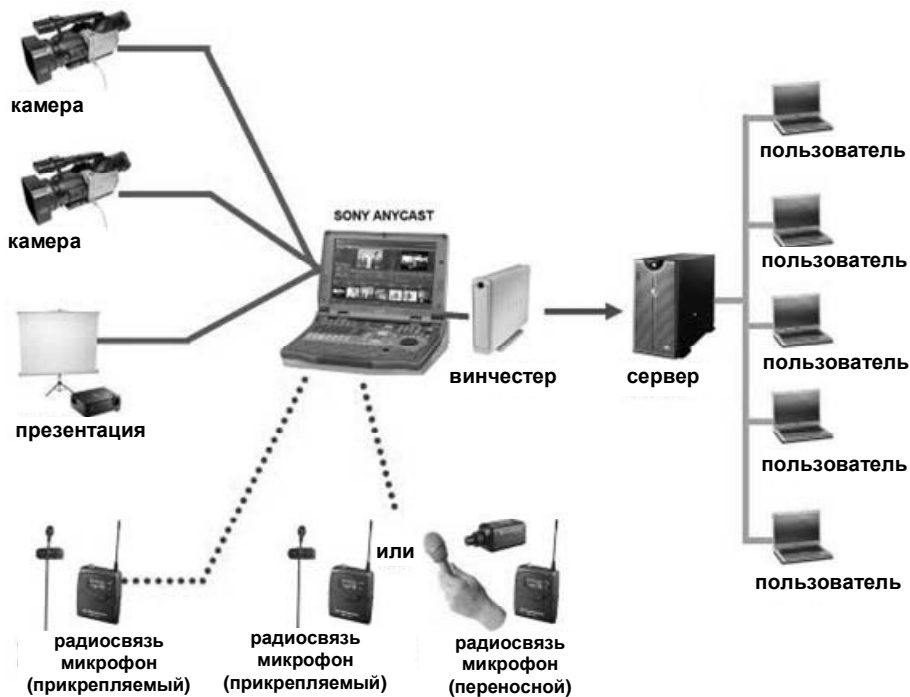 камера
камера
презентация
SONY ANYCAST
винчестер
сервер
пользователь
пользователь
пользователь
пользователь
пользователь
или
радиосвязь
микрофон
(прикрепляемый)
радиосвязь
микрофон
(прикрепляемый)
радиосвязь
микрофон
(переносной)